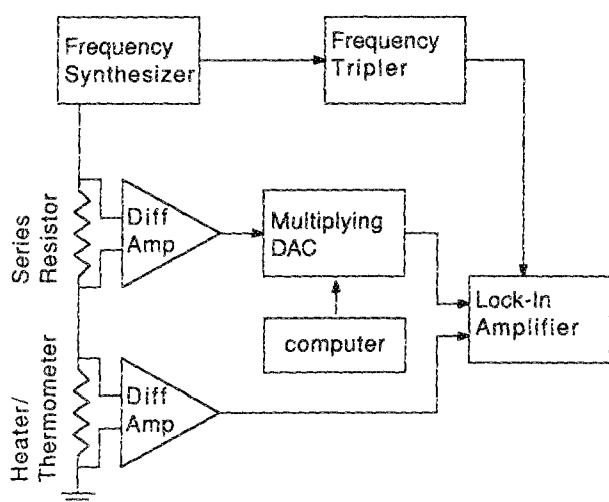 Frequency
Synthesizer
Frequency
Tripler
Series
Resistor
Diff
Amp
Multiplying
DAC
Lock-In
Amplifier
computer
Heater/
Thermometer
Diff
Amp